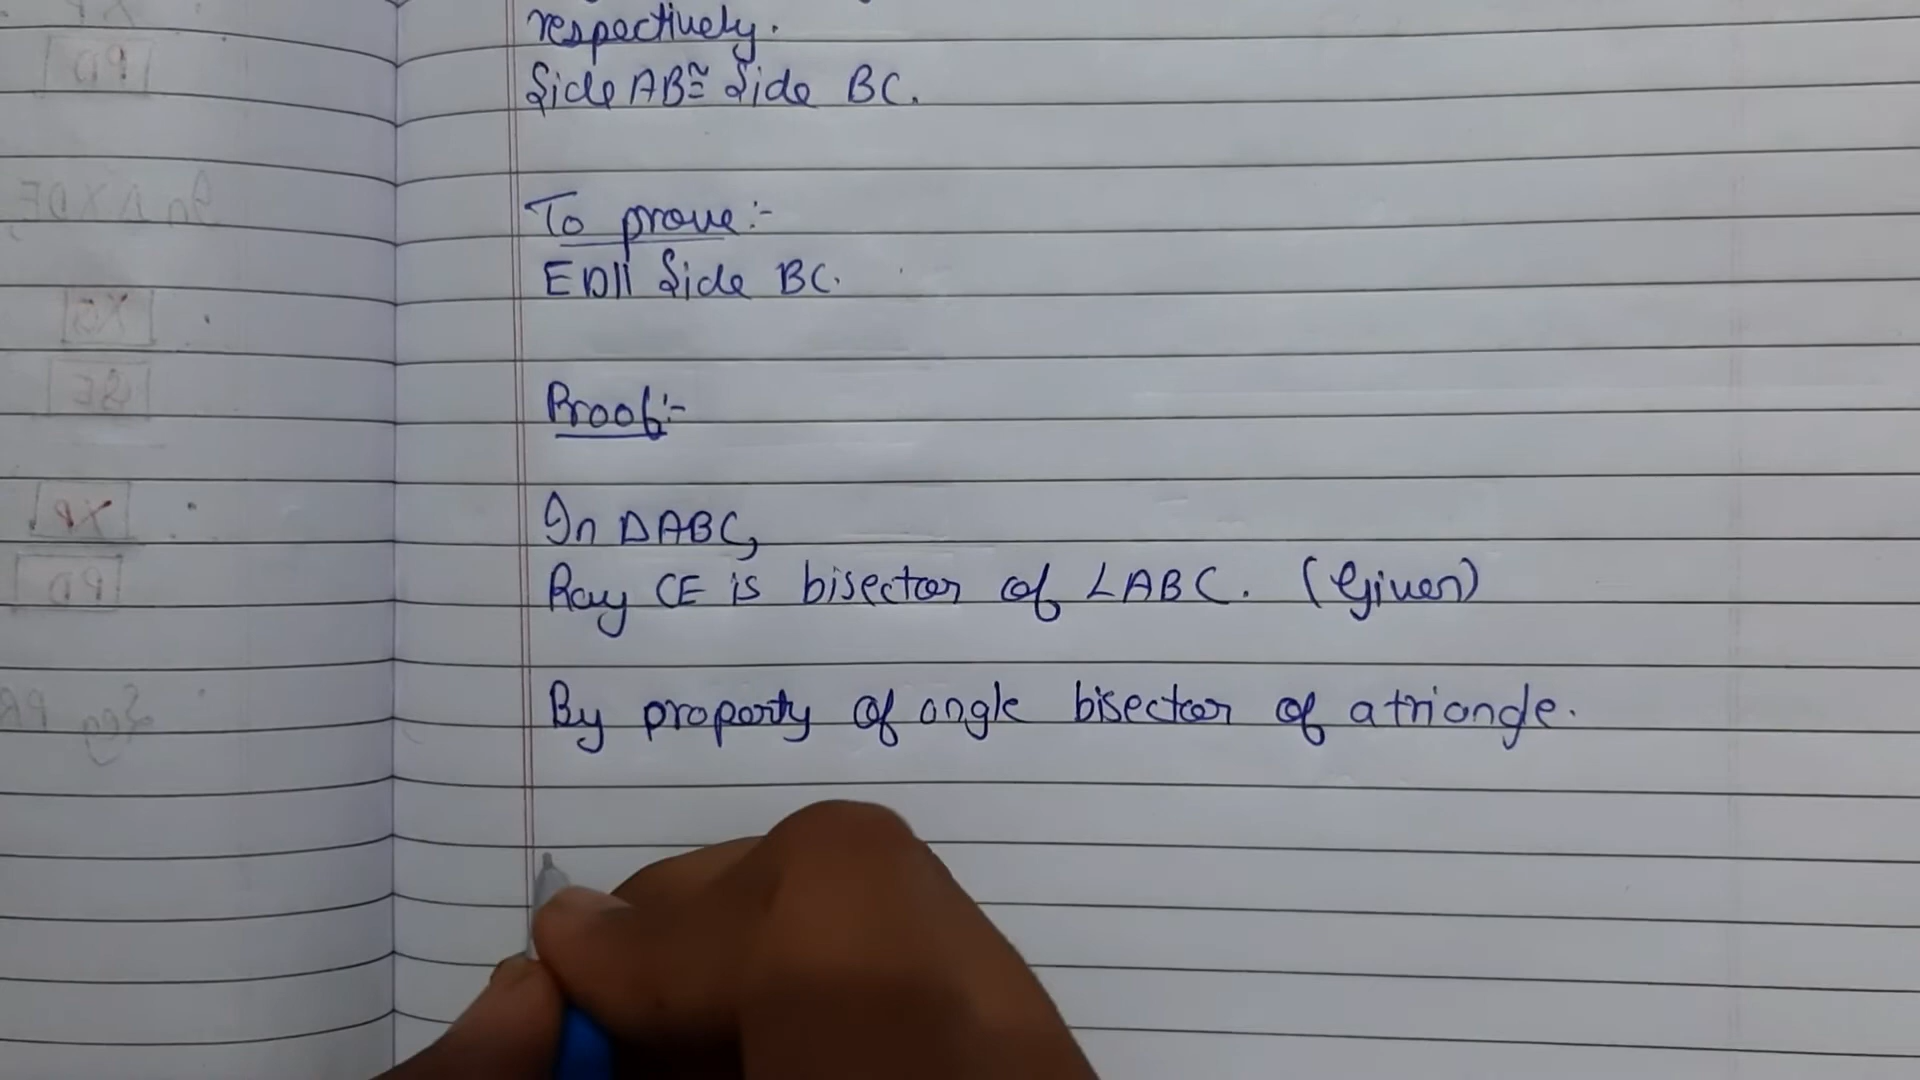 respectively.
Side AB ≅ Side BC.
To prove:-
ED || Side BC.
Proof:-
In ΔABC,
Ray CE is bisector of ∠ABC. (Given)
By property of angle bisector of a triangle.